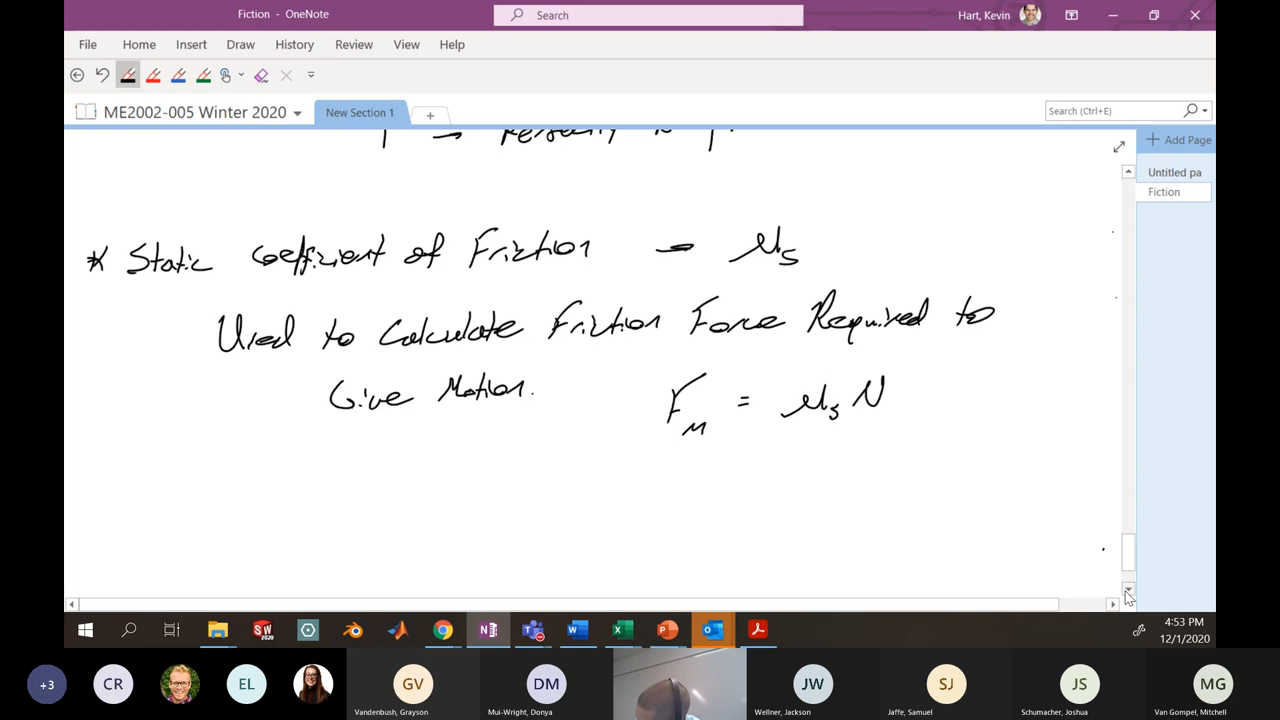 Fiction - OneNote
Search
Hart, Kevin
File Home Insert Draw History Review View Help
ME2002-005 Winter 2020
New Section 1
+
Search (Ctrl+E)
+ Add Page
Untitled pa
Fiction
* Static Coefficient of Friction → μs
Used to Calculate Friction Force Required to
Give Motion. FM = μs N
4:53 PM
12/1/2020
+3 CR EL GV DM JW SJ JS MG
Vandenbush, Grayson Mui-Wright, Donya Wellner, Jackson Jaffe, Samuel Schumacher, Joshua Van Gompel, Mitchell